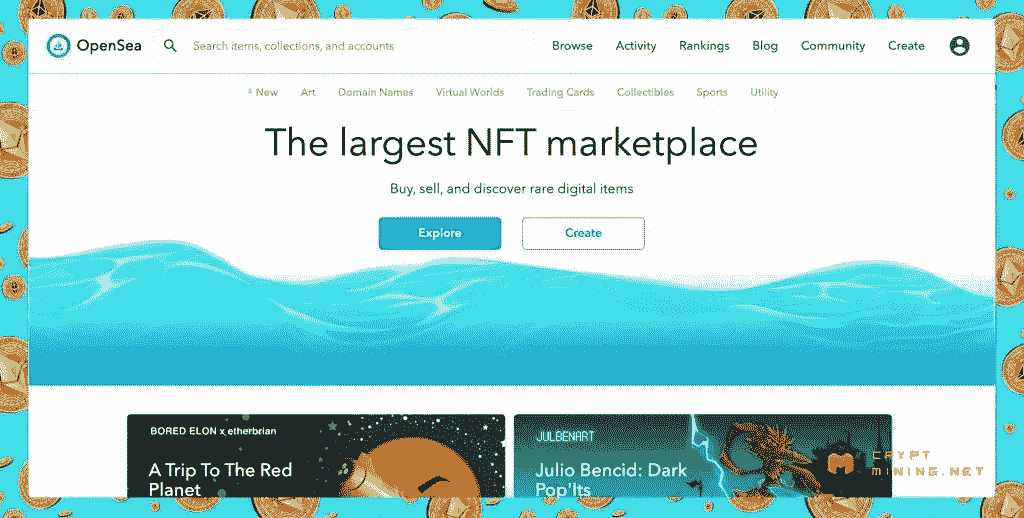 OpenSea
Search items, collections, and accounts
Browse Activity Rankings Blog Community Create
New Art Domain Names Virtual Worlds Trading Cards Collectibles Sports Utility
The largest NFT marketplace
Buy, sell, and discover rare digital items
Explore Create
BORED ELON x etherbrian
A Trip To The Red
Planet
JULBENART
Julio Bencid: Dark
Pop'Its
CRYPT
MINING.NET